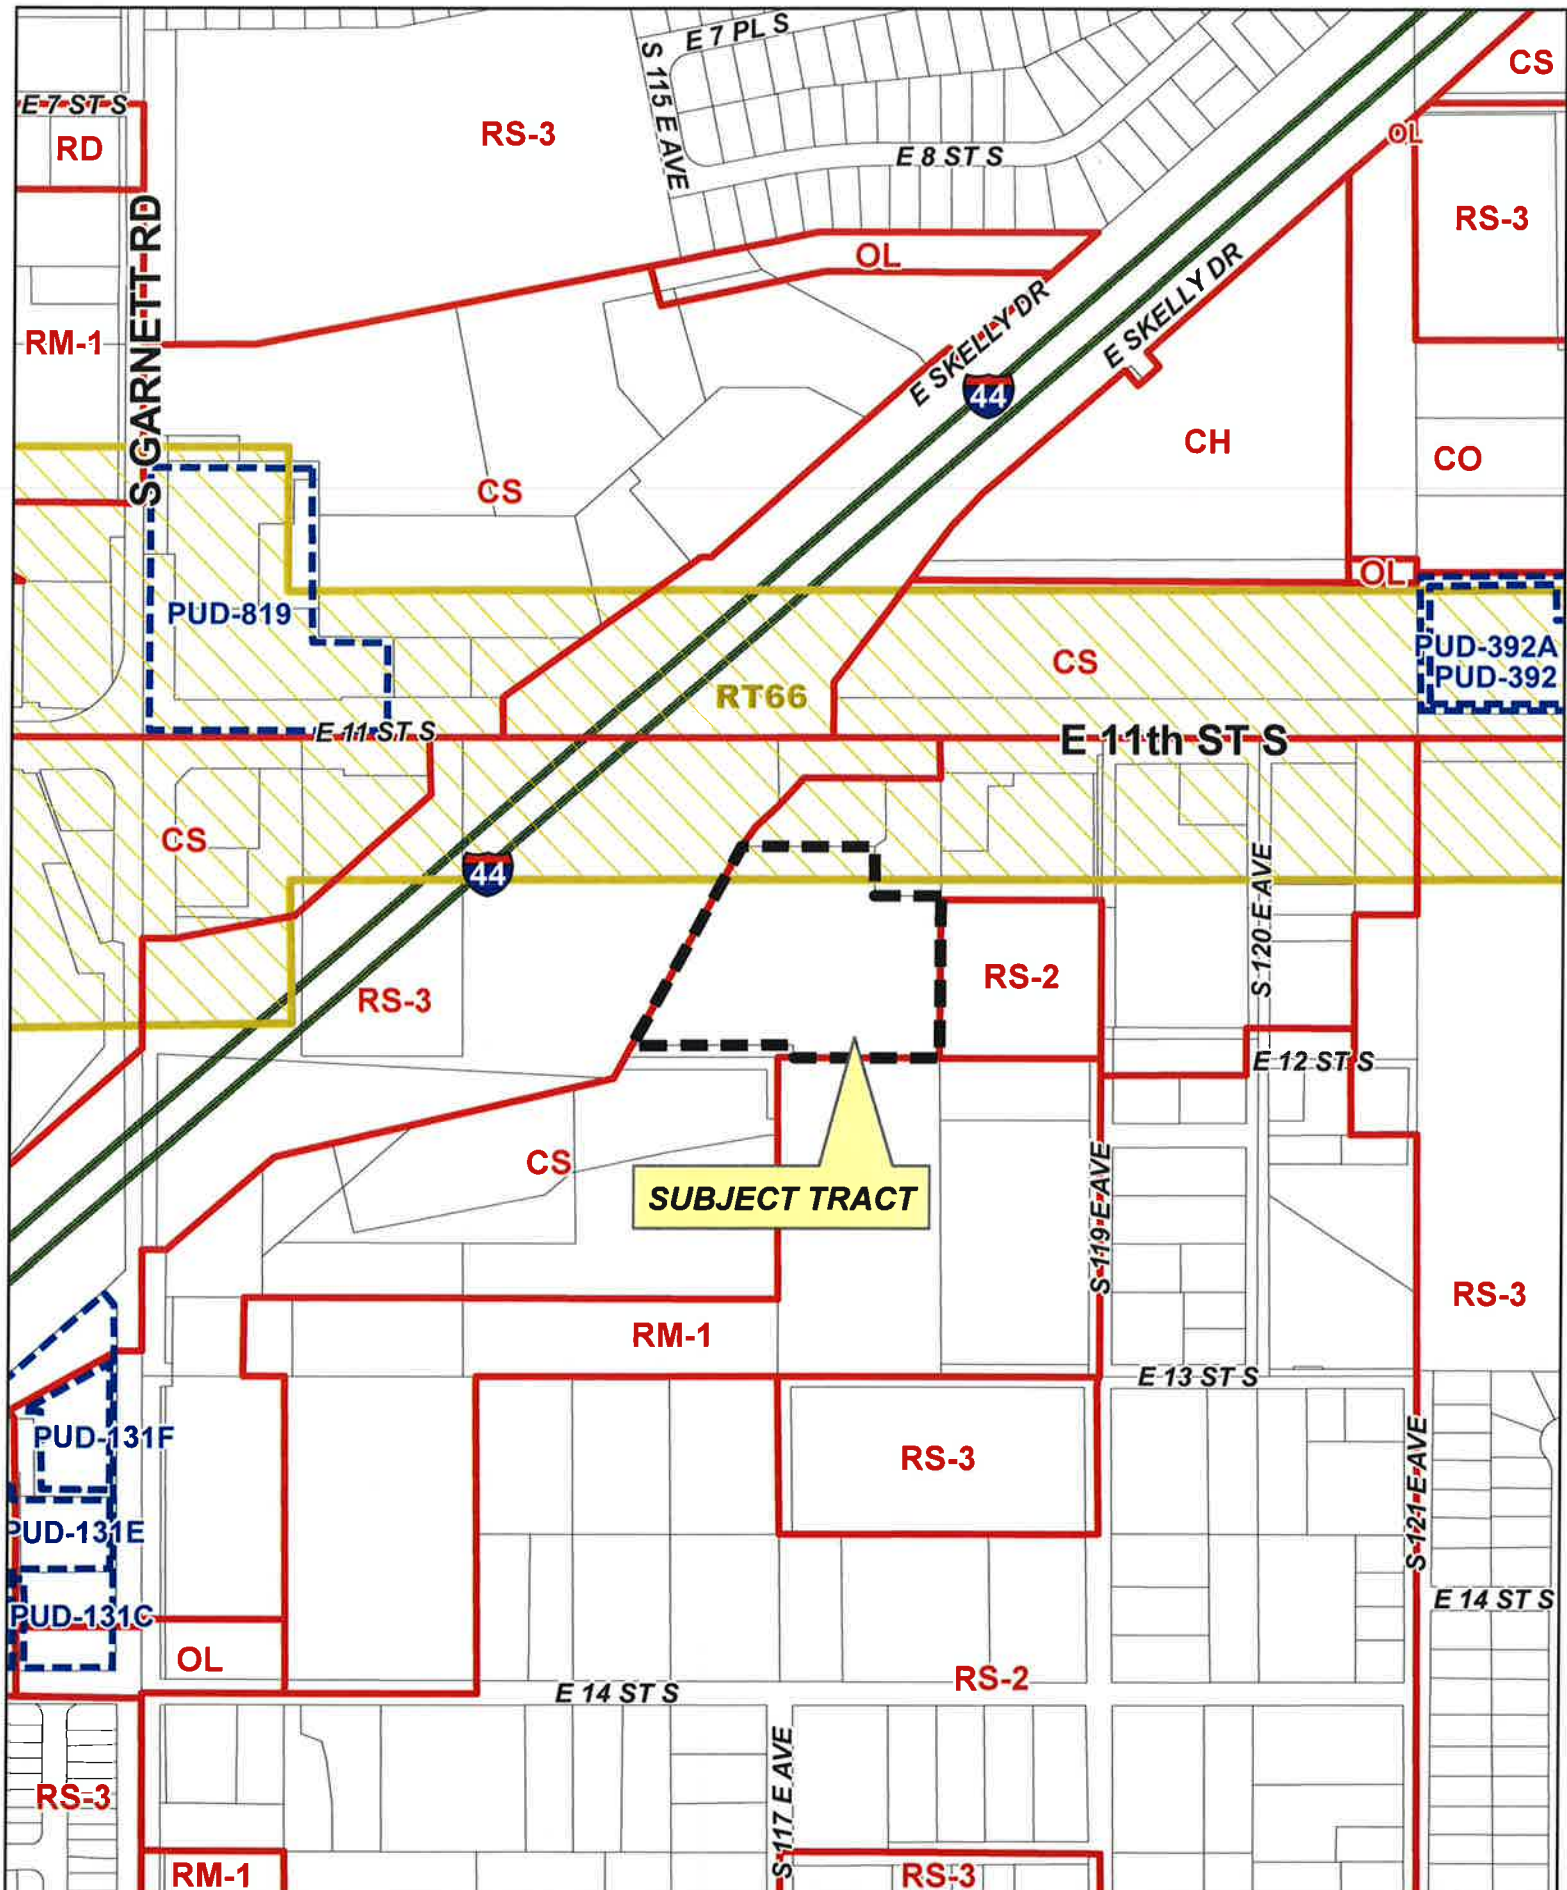 E 7 PL S
CS
S 115 E AVE
E 7 ST S
RS-3
OL
RD
E 8 ST S
RS-3
S GARNETT RD
OL
E SKELLY DR
E SKELLY DR
RM-1
44
CH
CO
CS
OL
PUD-819
PUD-392A
CS
PUD-392
RT66
E 11 ST S
E 11th ST S
CS
44
S 120 E AVE
RS-2
RS-3
E 12 ST S
CS
SUBJECT TRACT
S 119 E AVE
RS-3
RM-1
E 13 ST S
PUD-131F
RS-3
S 121 E AVE
PUD-131E
E 14 ST S
PUD-131C
OL
RS-2
E 14 ST S
RS-3
S 117 E AVE
RM-1
RS-3